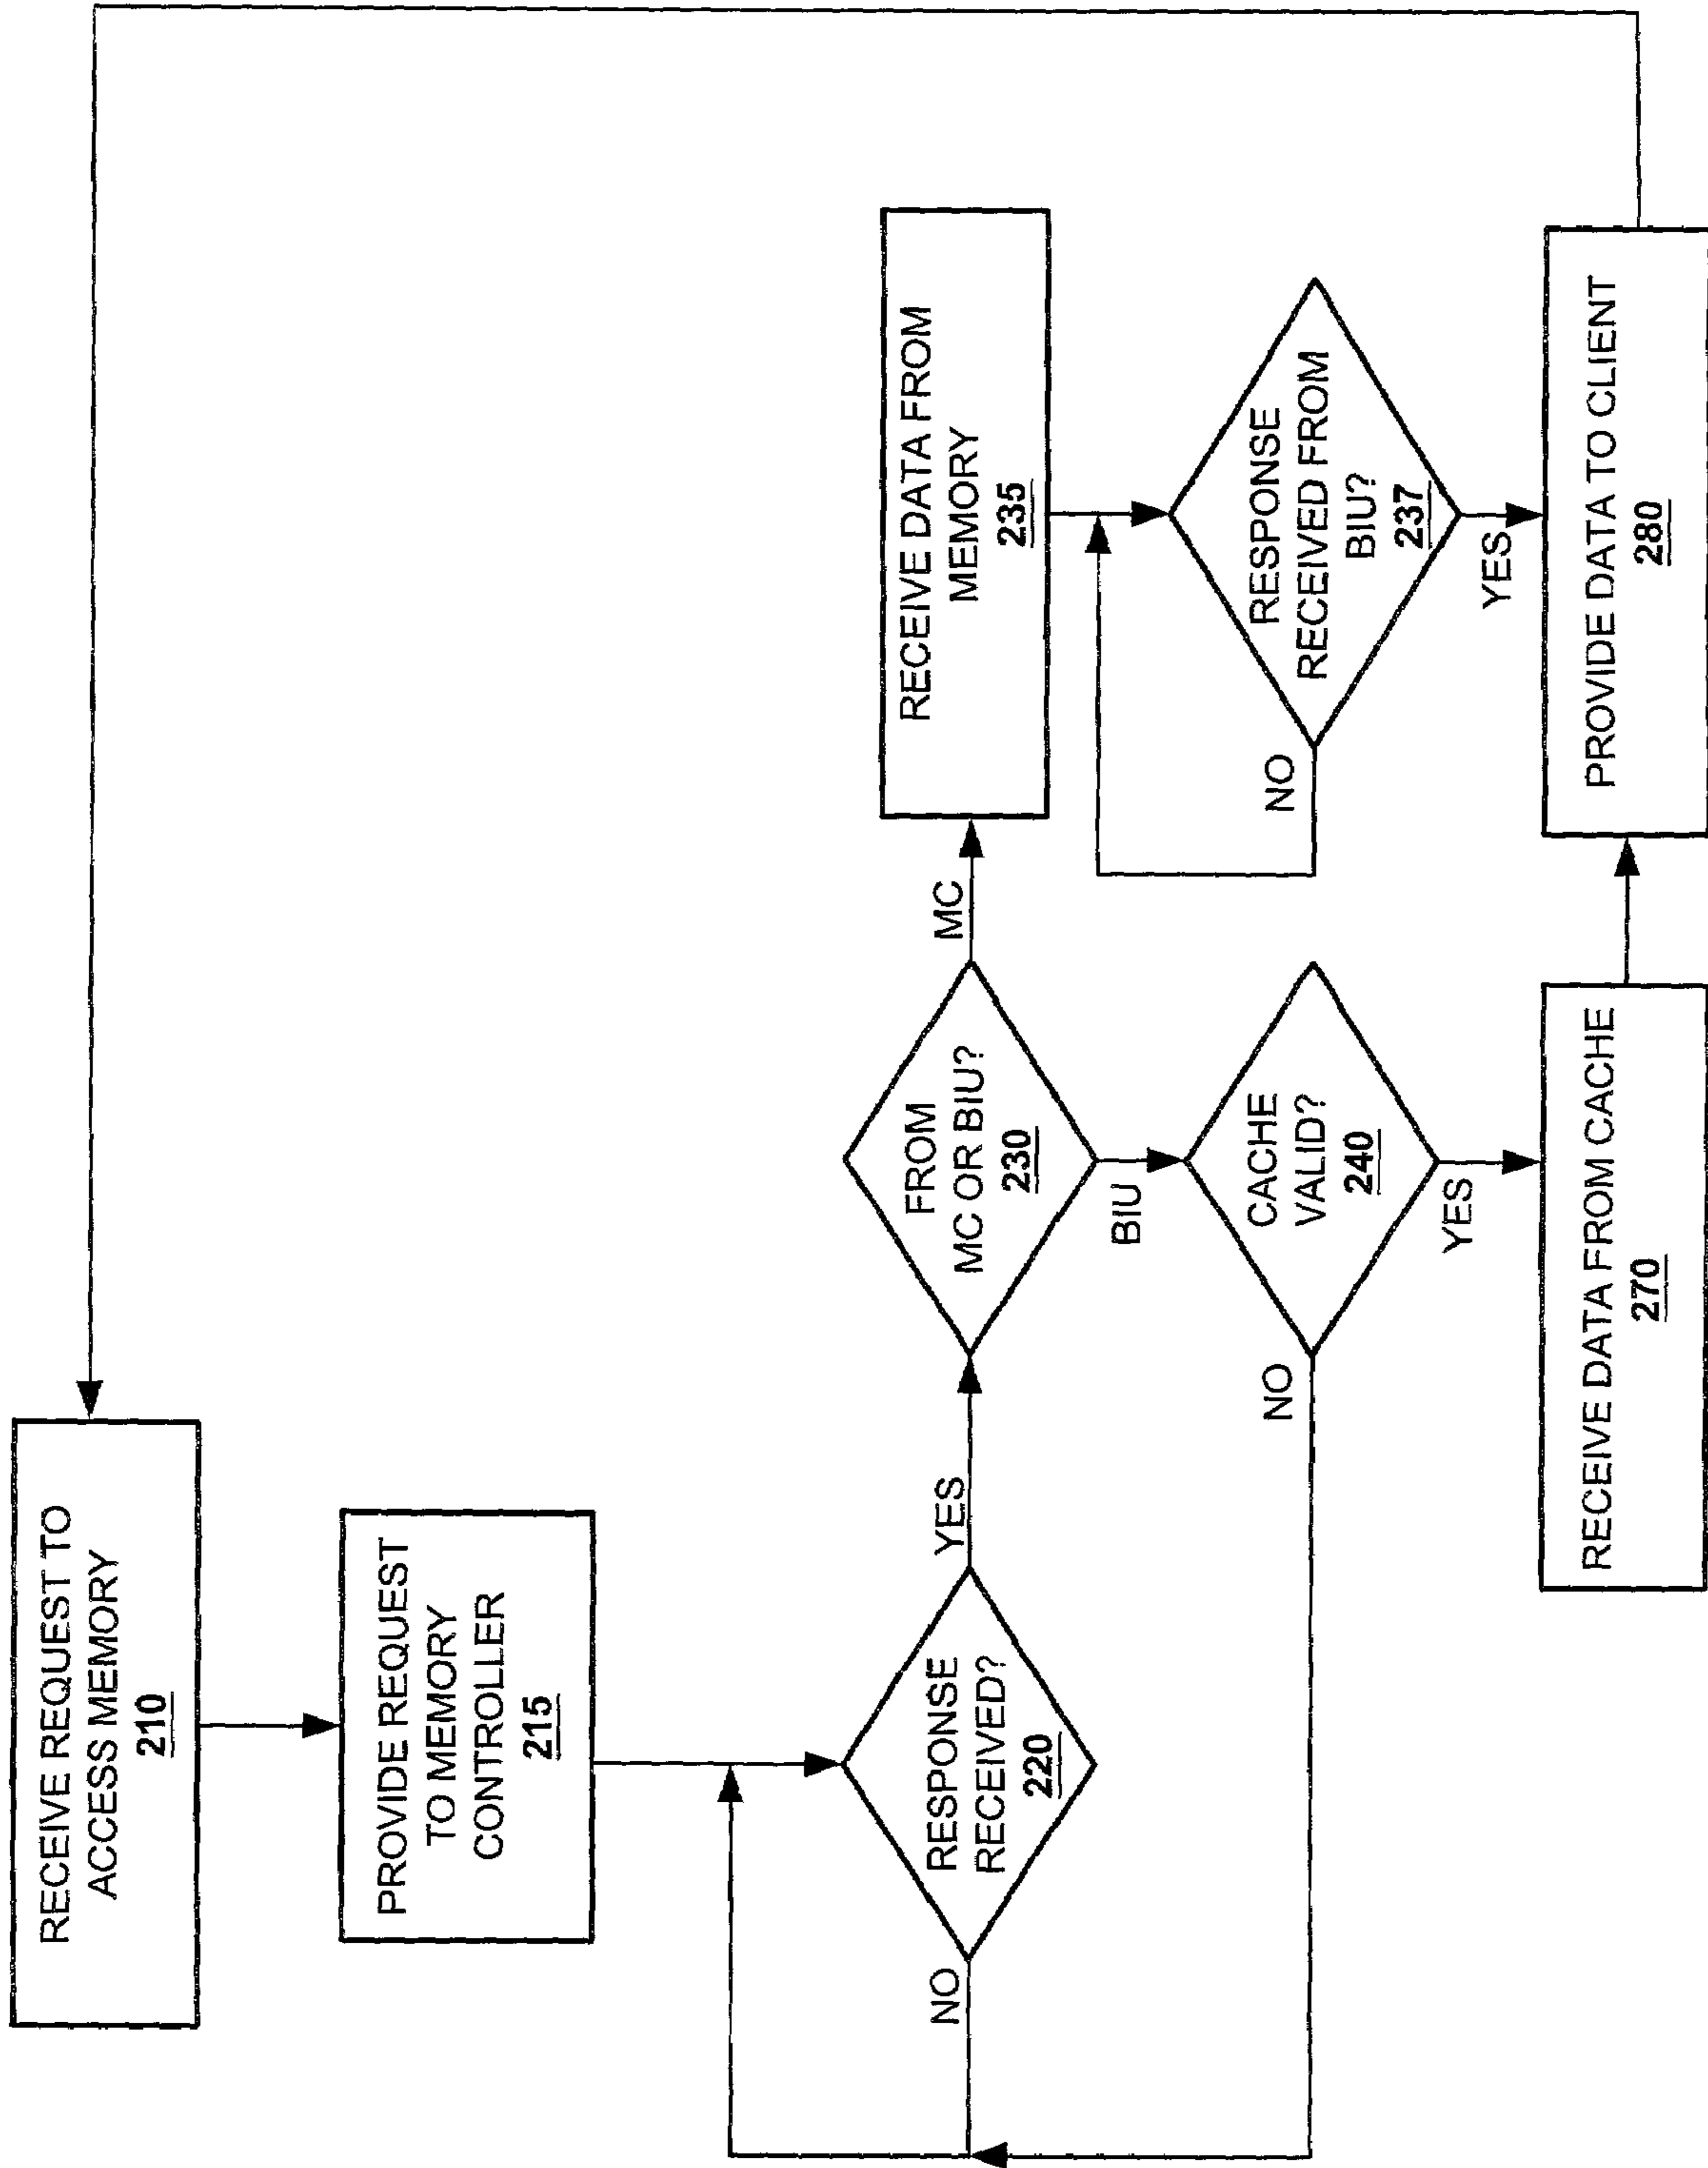 RECEIVE REQUEST TO
ACCESS MEMORY
210
PROVIDE REQUEST
TO MEMORY
CONTROLLER
215
RESPONSE
RECEIVED?
220
NO
YES
FROM
MC OR BIU?
230
MC
BIU
RECEIVE DATA FROM
MEMORY
235
RESPONSE
RECEIVED FROM
BIU?
237
NO
YES
CACHE
VALID?
240
NO
YES
RECEIVE DATA FROM CACHE
270
PROVIDE DATA TO CLIENT
280